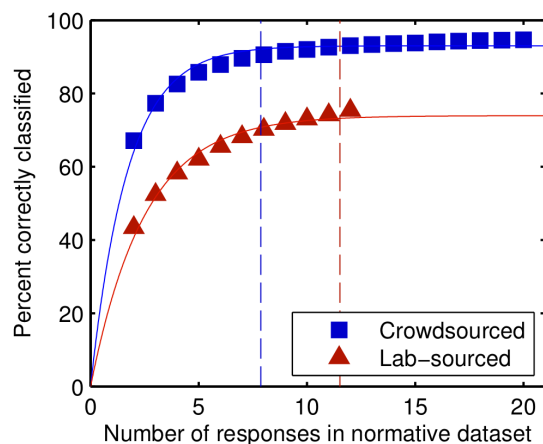 Percent correctly classified
100
80
60
40
20
0
0 5 10 15 20
Number of responses in normative dataset
Crowdsourced
Lab−sourced